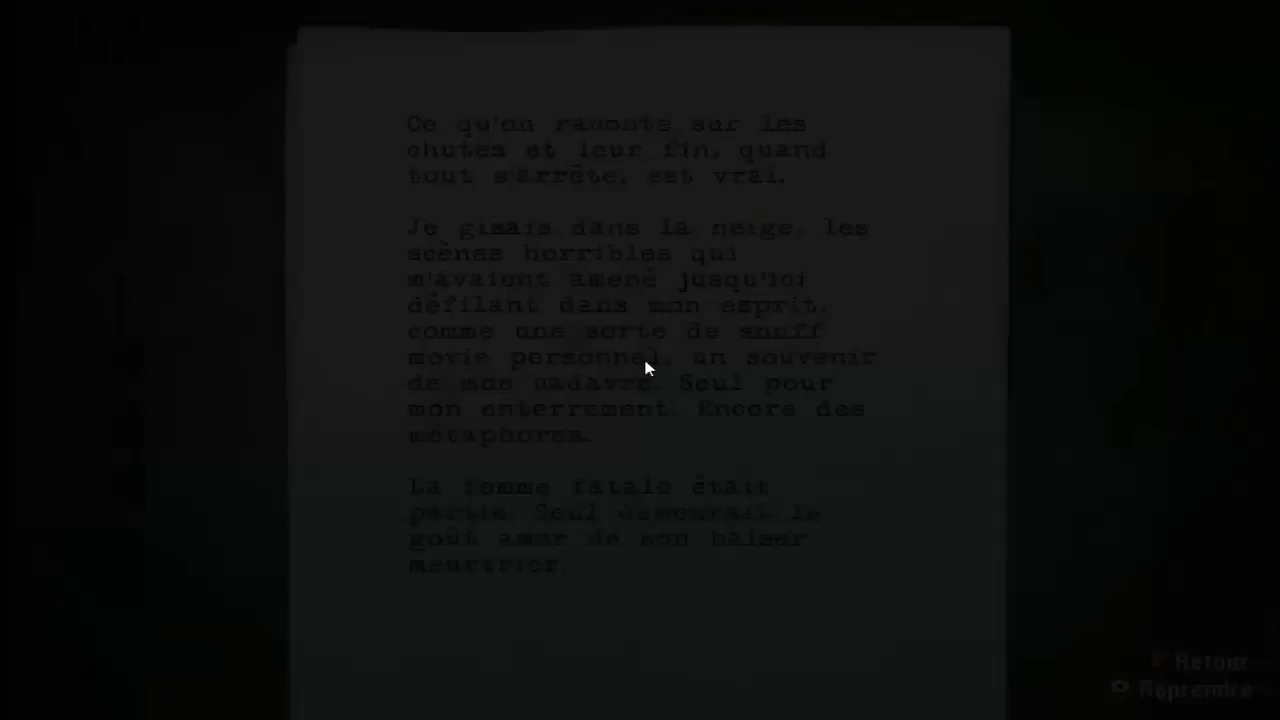 Ce qu'on raconte sur les
chutes et leur fin, quand
tout s'arrête, est vrai.
Je gisais dans la neige, les
scènes horribles qui
m'avaient amené jusqu'ici
défilant dans mon esprit,
comme une sorte de snuff
movie personnel, un souvenir
de mon cadavre. Seul pour
mon enterrement. Encore des
métaphores.
La femme fatale était
partie. Seul demeurait le
goût amer de son baiser
meurtrier.
Retour
Reprendre